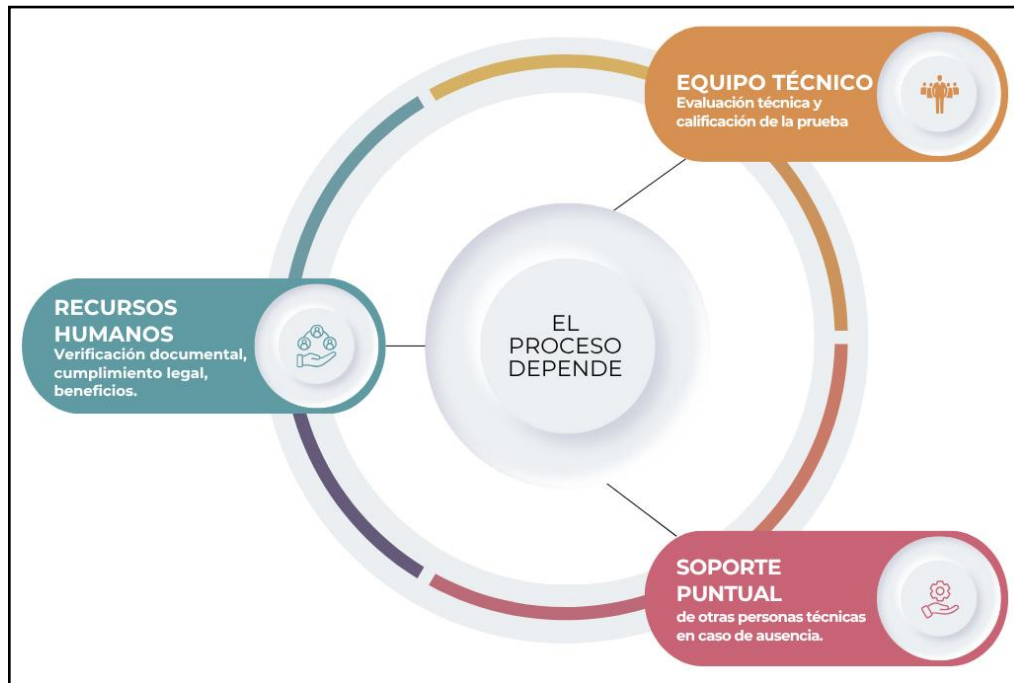 EQUIPO TÉCNICO
Evaluación técnica y
calificación de la prueba
RECURSOS
HUMANOS
Verificación documental,
cumplimiento legal,
beneficios.
EL
PROCESO
DEPENDE
SOPORTE
PUNTUAL
de otras personas técnicas
en caso de ausencia.